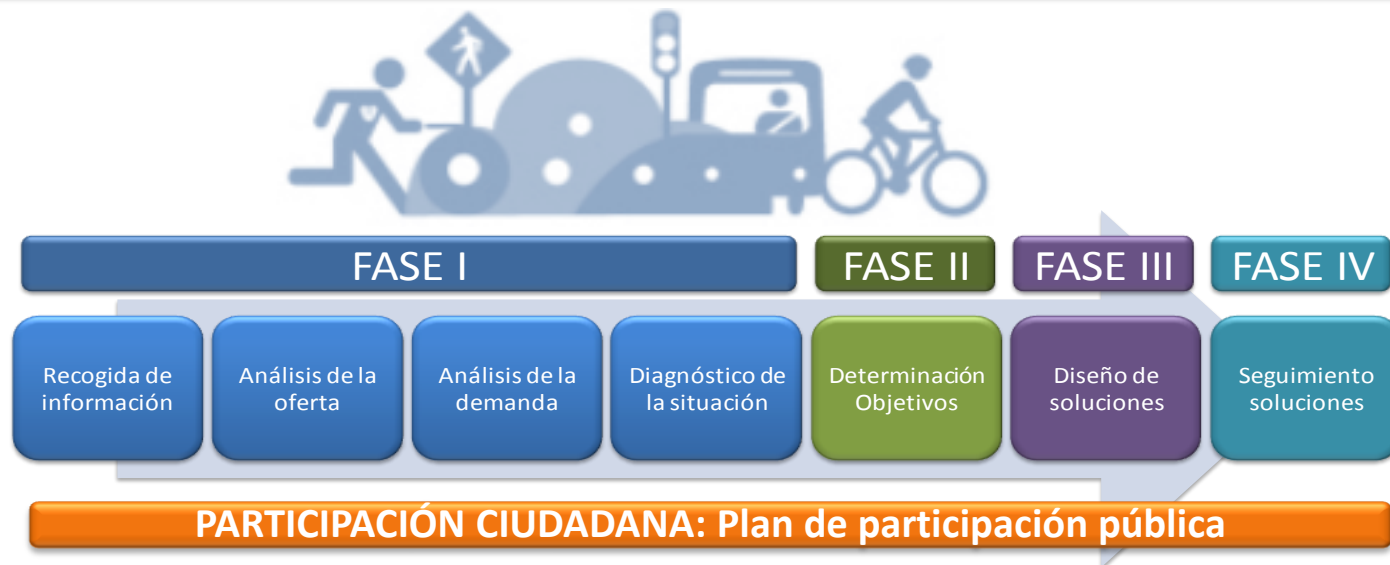 FASE I
FASE II
FASE III
FASE IV
Recogida de
información
Análisis de la
oferta
Análisis de la
demanda
Diagnóstico de
la situación
Determinación
Objetivos
Diseño de
soluciones
Seguimiento
soluciones
PARTICIPACIÓN CIUDADANA: Plan de participación pública